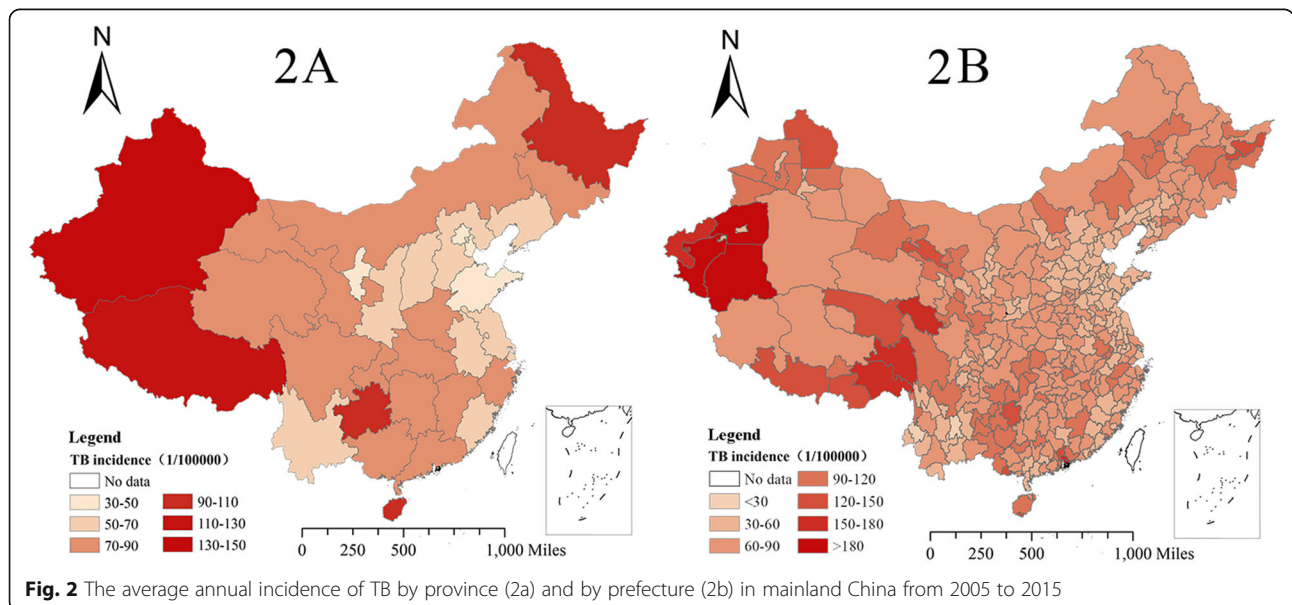 N
2A
Legend
TB incidence（1/100000）
No data
30-50
50-70
70-90
90-110
110-130
130-150
0 250 500 1,000 Miles
N
2B
Legend
TB incidence（1/100000）
No data
<30
30-60
60-90
90-120
120-150
150-180
>180
0 250 500 1,000 Miles
Fig. 2 The average annual incidence of TB by province (2a) and by prefecture (2b) in mainland China from 2005 to 2015